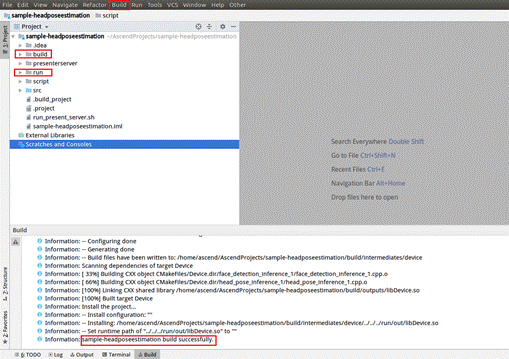 File Edit View Navigate Refactor Build Run Tools VCS Window Help Other
sample-headposeestimation script
Project
1: Project
sample-headposeestimation ~/AscendProjects/sample-headposeestimation
.idea
build
presenterserver
run
script
src
.build_project
.project
run_present_server.sh
sample-headposeestimation.iml
External Libraries
Scratches and Consoles
Search Everywhere Double Shift
Go to File Ctrl+Shift+N
Recent Files Ctrl+E
Navigation Bar Alt+Home
Drop files here to open
Build
Information: -- Configuring done
Information: -- Generating done
Information: -- Build files have been written to: /home/ascend/AscendProjects/sample-headposeestimation/build/intermediates/device
Information: Scanning dependencies of target Device
Information: [ 33%] Building CXX object CMakeFiles/Device.dir/face_detection_inference_1/face_detection_inference_1.cpp.o
Information: [ 66%] Building CXX object CMakeFiles/Device.dir/head_pose_inference_1/head_pose_inference_1.cpp.o
Information: [100%] Linking CXX shared library /home/ascend/AscendProjects/sample-headposeestimation/build/outputs/libDevice.so
Information: [100%] Built target Device
Information: Install the project...
Information: -- Install configuration: ""
Information: -- Installing: /home/ascend/AscendProjects/sample-headposeestimation/build/intermediates/device/../../../run/out/libDevice.so
Information: -- Set runtime path of "../../../run/out/libDevice.so" to ""
Information: sample-headposeestimation build successfully.
7: Structure
2: Favorites
6: TODO Log Output Terminal Build